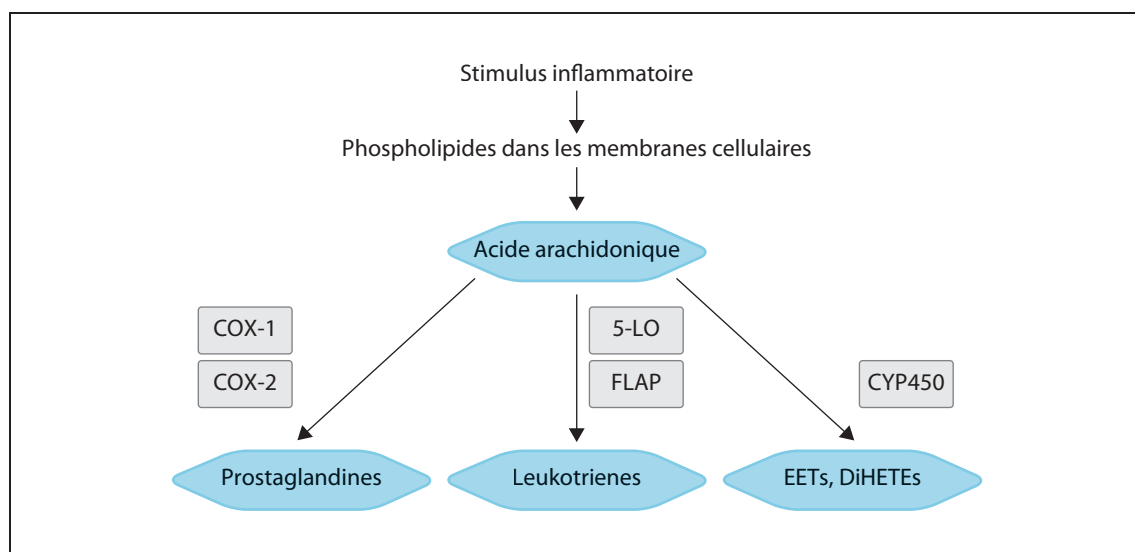 Stimulus inflammatoire
Phospholipides dans les membranes cellulaires
Acide arachidonique
COX-1
COX-2
5-LO
FLAP
CYP450
Prostaglandines
Leukotrienes
EETs, DiHETEs